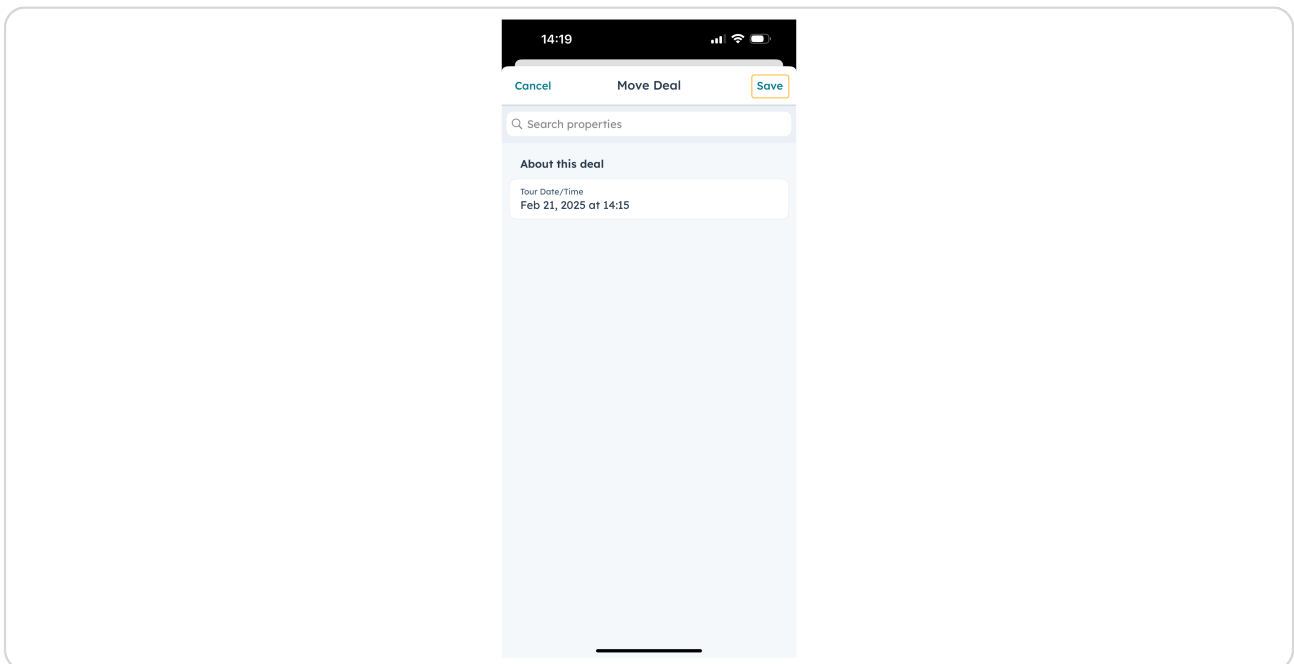 14:19
Cancel Move Deal Save
Search properties
About this deal
Tour Date/Time
Feb 21, 2025 at 14:15